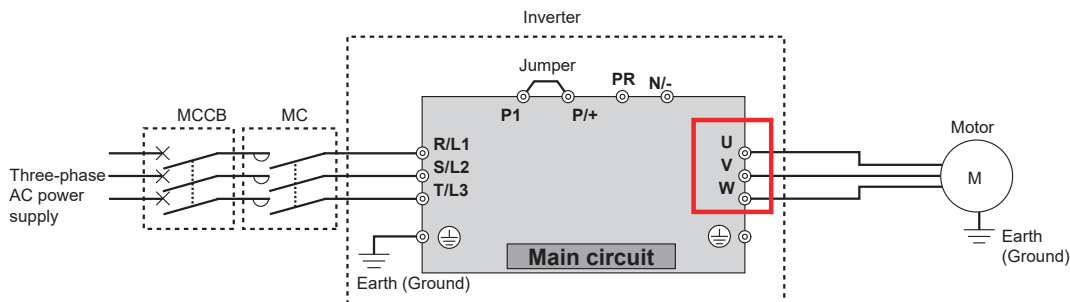 Inverter
Jumper
PR
N/-
P1
P/+
MCCB
MC
R/L1
S/L2
T/L3
Three-phase
AC power
supply
U
V
W
Motor
M
Earth
(Ground)
Main circuit
Earth (Ground)